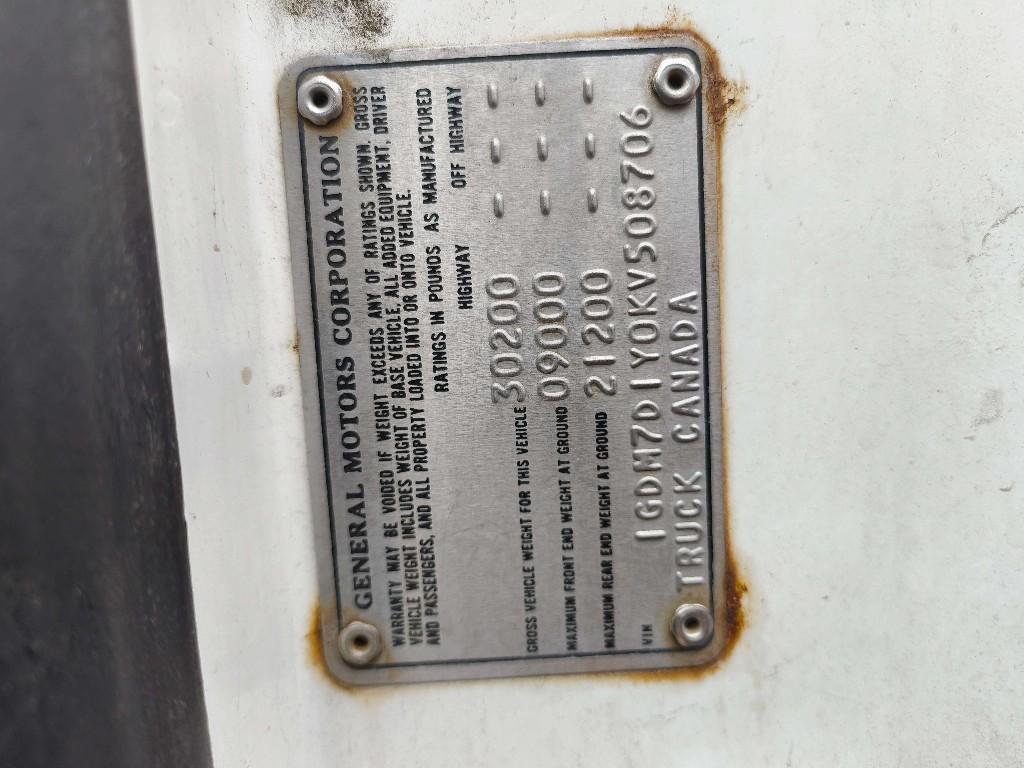 GENERAL MOTORS CORPORATION
WARRANTY MAY BE VOIDED IF WEIGHT EXCEEDS ANY OF RATINGS SHOWN. GROSS
VEHICLE WEIGHT INCLUDES WEIGHT OF BASE VEHICLE, ALL ADDED EQUIPMENT, DRIVER
AND PASSENGERS, AND ALL PROPERTY LOADED INTO OR ONTO VEHICLE.
RATINGS IN POUNDS AS MANUFACTURED
HIGHWAY OFF HIGHWAY
GROSS VEHICLE WEIGHT FOR THIS VEHICLE 30200 - - -
MAXIMUM FRONT END WEIGHT AT GROUND 09000 - - -
MAXIMUM REAR END WEIGHT AT GROUND 21200 - - -
VIN 1GDM7D1Y0KV508706
TRUCK CANADA